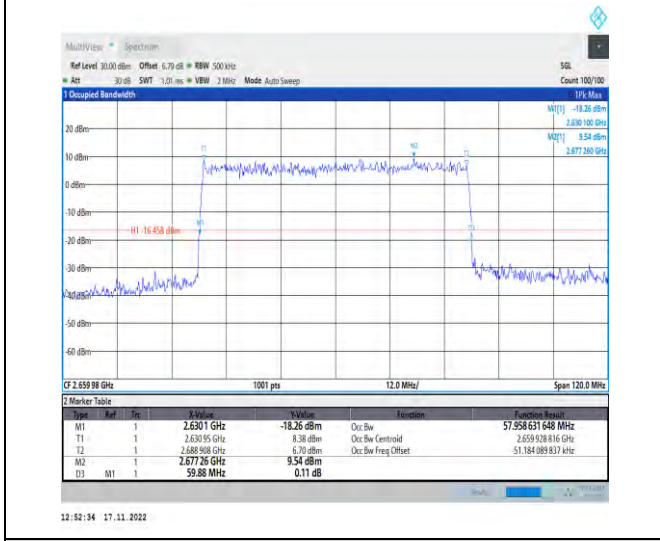 MultiView Spectrum
Ref Level 30.00 dBm Offset 6.79 dB RBW 500 kHz SGL
Att 30 dB SWT 1.01 ms VBW 2 MHz Mode Auto Sweep Count 100/100
1 Occupied Bandwidth 1Pk Max
M1[1] -18.26 dBm
2.630 100 GHz
M2[1] 9.54 dBm
2.677 260 GHz
20 dBm
10 dBm
0 dBm
-10 dBm
H1 -16.458 dBm
-20 dBm
-30 dBm
-40 dBm
-50 dBm
-60 dBm
T1
M2
T2
M1
D3
CF 2.659 98 GHz 1001 pts 12.0 MHz/ Span 120.0 MHz
2 Marker Table
Type Ref Trc X-Value Y-Value Function Function Result
M1 1 2.6301 GHz -18.26 dBm Occ Bw 57.958 631 648 MHz
T1 1 2.630 95 GHz 8.38 dBm Occ Bw Centroid 2.659 928 816 GHz
T2 1 2.688 908 GHz 6.70 dBm Occ Bw Freq Offset -51.184 089 837 kHz
M2 1 2.677 26 GHz 9.54 dBm
D3 M1 1 59.88 MHz 0.11 dB
12:52:34 17.11.2022